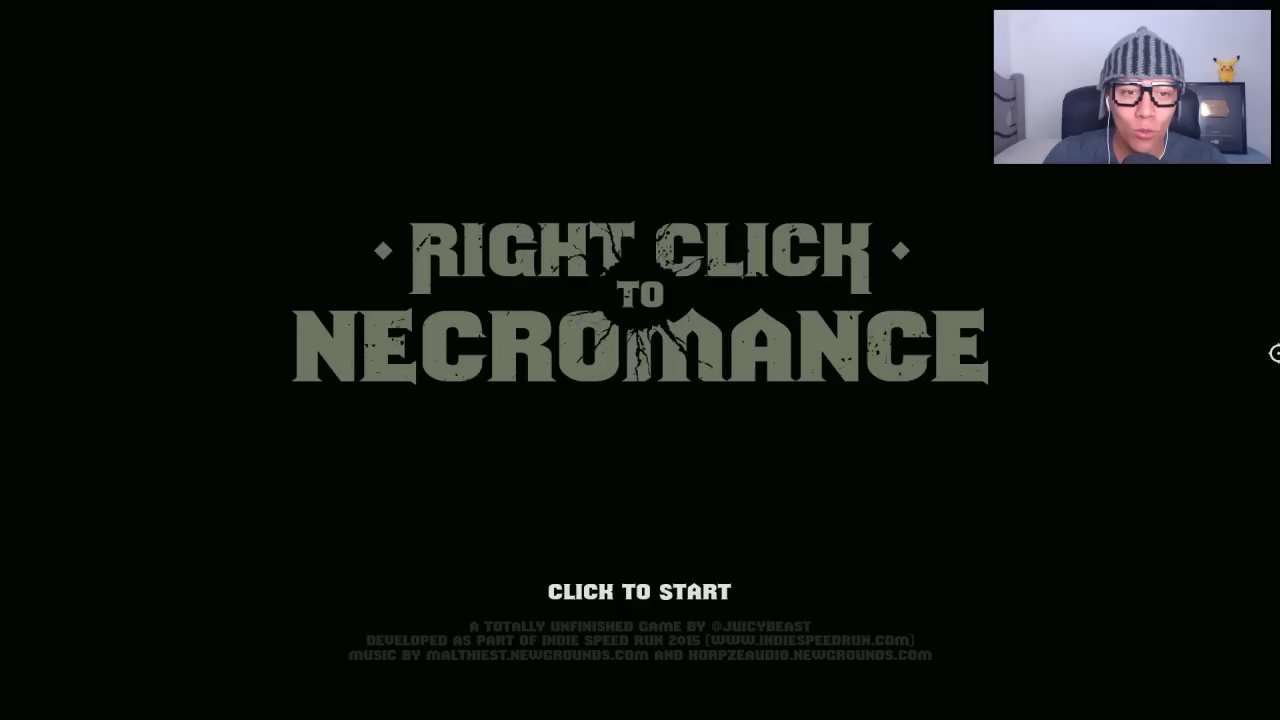 RIGHT CLICK
TO
NECROMANCE
CLICK TO START
A TOTALLY UNFINISHED GAME BY @JUICYBEAST
DEVELOPED AS PART OF INDIE SPEED RUN 2015 (WWW.INDIESPEEDRUN.COM)
MUSIC BY MALTHIEST.NEWGROUNDS.COM AND KORPZEAUDIO.NEWGROUNDS.COM